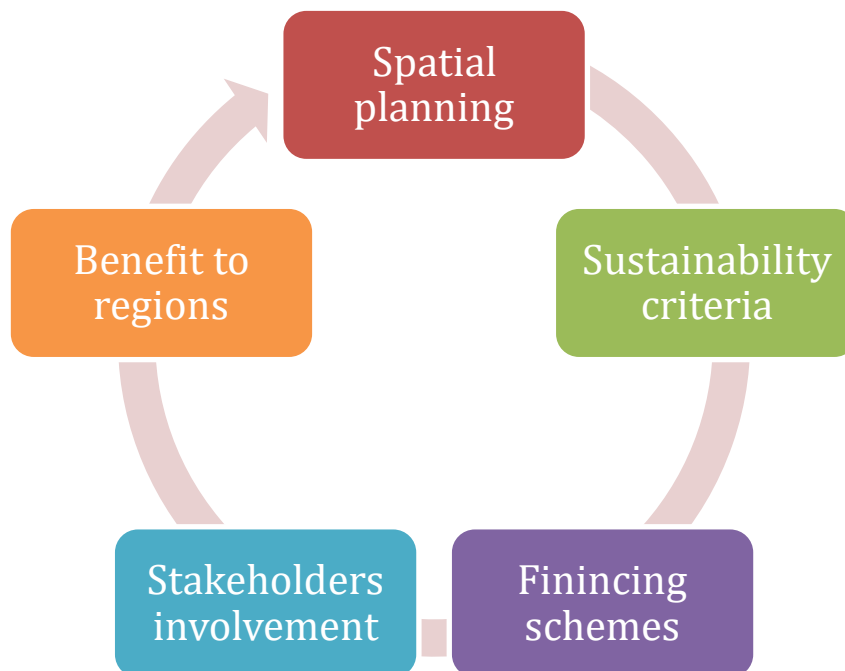 Spatial
planning
Sustainability
criteria
Finincing
schemes
Stakeholders
involvement
Benefit to
regions